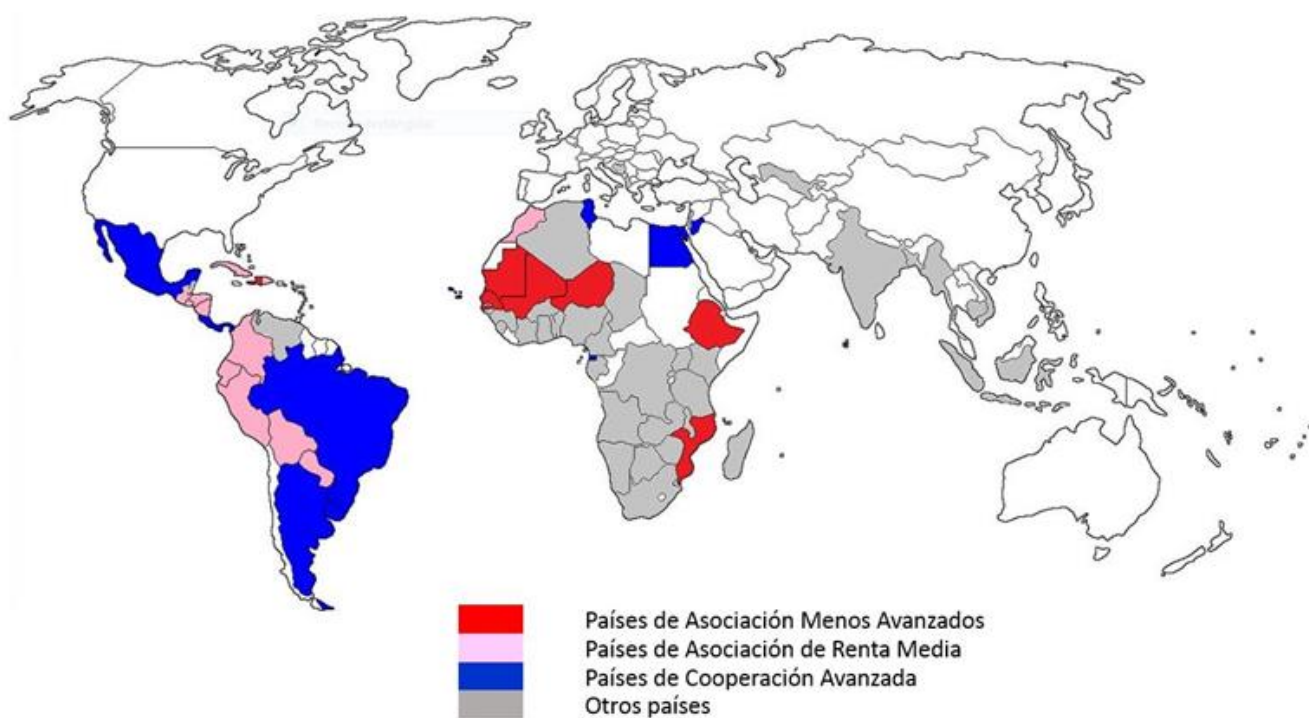 Países de Asociación Menos Avanzados
Países de Asociación de Renta Media
Países de Cooperación Avanzada
Otros países